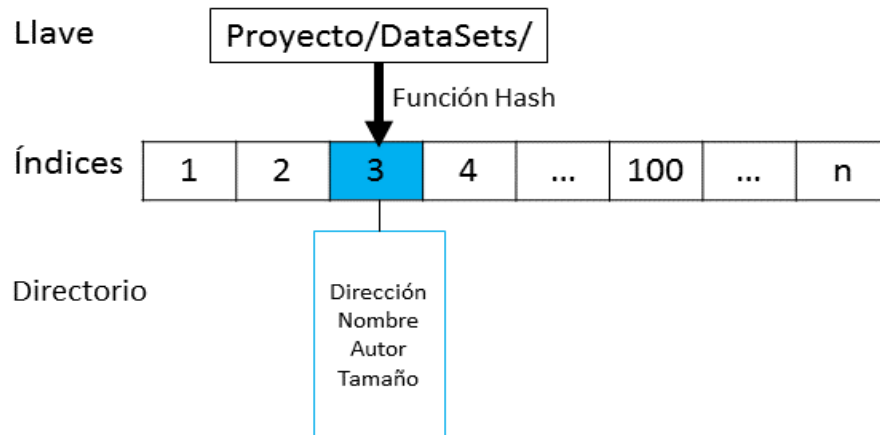 Llave
Proyecto/DataSets/
Función Hash
Índices 1 2 3 4 ... 100 ... n
Directorio
Dirección
Nombre
Autor
Tamaño